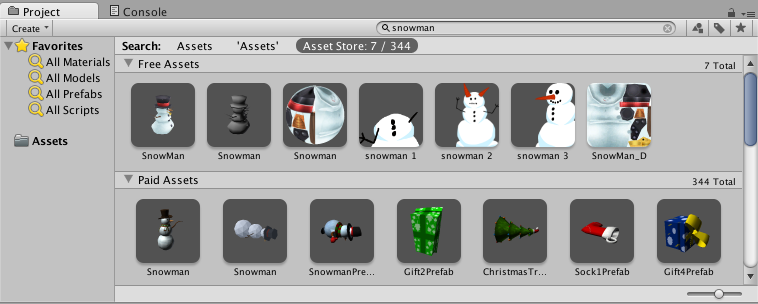 Project Console
Create snowman
Favorites
All Materials
All Models
All Prefabs
All Scripts
Assets
Search: Assets 'Assets' Asset Store: 7 / 344
Free Assets 7 Total
SnowMan Snowman Snowman snowman 1 snowman 2 snowman 3 SnowMan_D
Paid Assets 344 Total
Snowman Snowman SnowmanPre... Gift2Prefab ChristmasTr... Sock1Prefab Gift4Prefab